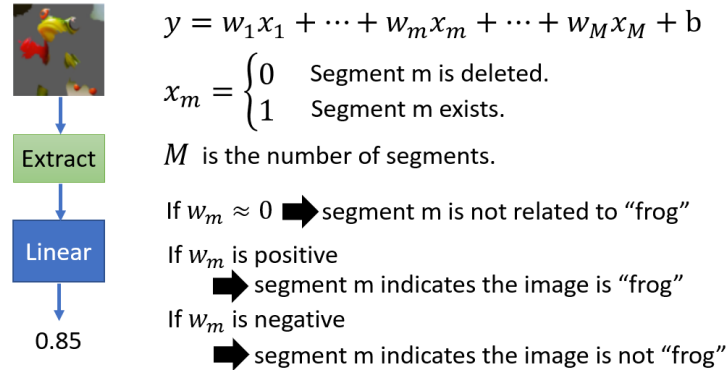 y = w₁x₁ + ⋯ + wₘxₘ + ⋯ + w_M x_M + b
xₘ = { 0 Segment m is deleted.
1 Segment m exists.
M is the number of segments.
Extract
If wₘ ≈ 0 ➡ segment m is not related to “frog”
Linear
If wₘ is positive
➡ segment m indicates the image is “frog”
If wₘ is negative
0.85
➡ segment m indicates the image is not “frog”